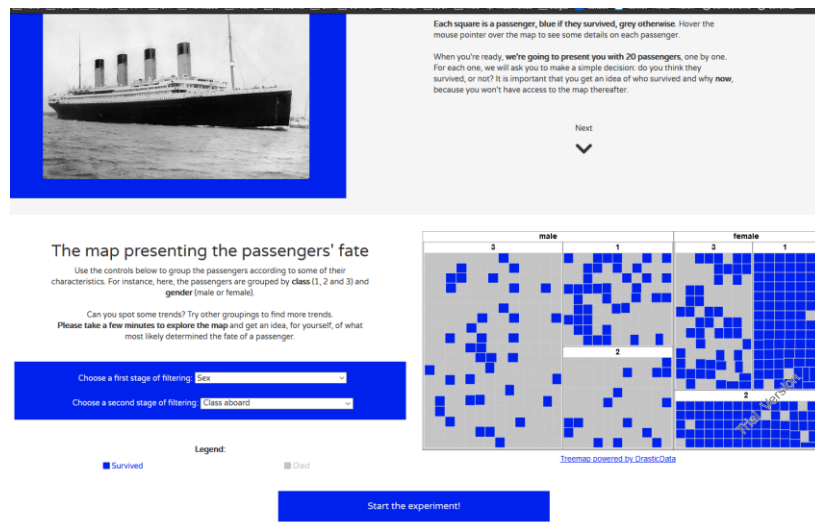 Each square is a passenger, blue if they survived, grey otherwise. Hover the
mouse pointer over the map to see some details on each passenger.
When you're ready, we're going to present you with 20 passengers, one by one.
For each one, we will ask you to make a simple decision: do you think they
survived, or not? It is important that you get an idea of who survived and why now,
because you won't have access to the map thereafter.
Next
The map presenting the passengers' fate
Use the controls below to group the passengers according to some of their
characteristics. For instance, here, the passengers are grouped by class (1, 2 and 3) and
gender (male or female).
Can you spot some trends? Try other groupings to find more trends.
Please take a few minutes to explore the map and get an idea, for yourself, of what
most likely determined the fate of a passenger.
Choose a first stage of filtering: Sex
Choose a second stage of filtering: Class aboard
Legend:
Survived
Died
male
female
3
1
3
1
2
2
Trial Version
Treemap powered by DrasticData
Start the experiment!